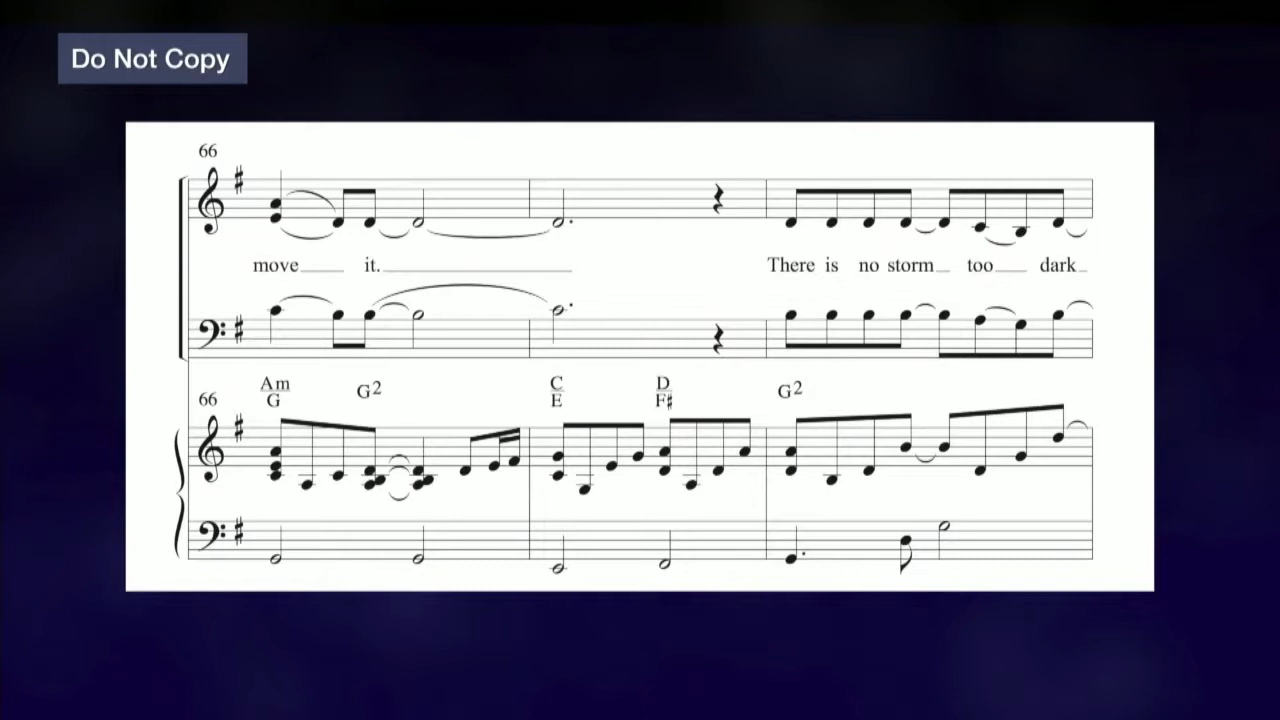 Do Not Copy
66
move it. There is no storm too dark
Am G2 C D G2
66 G E F♯